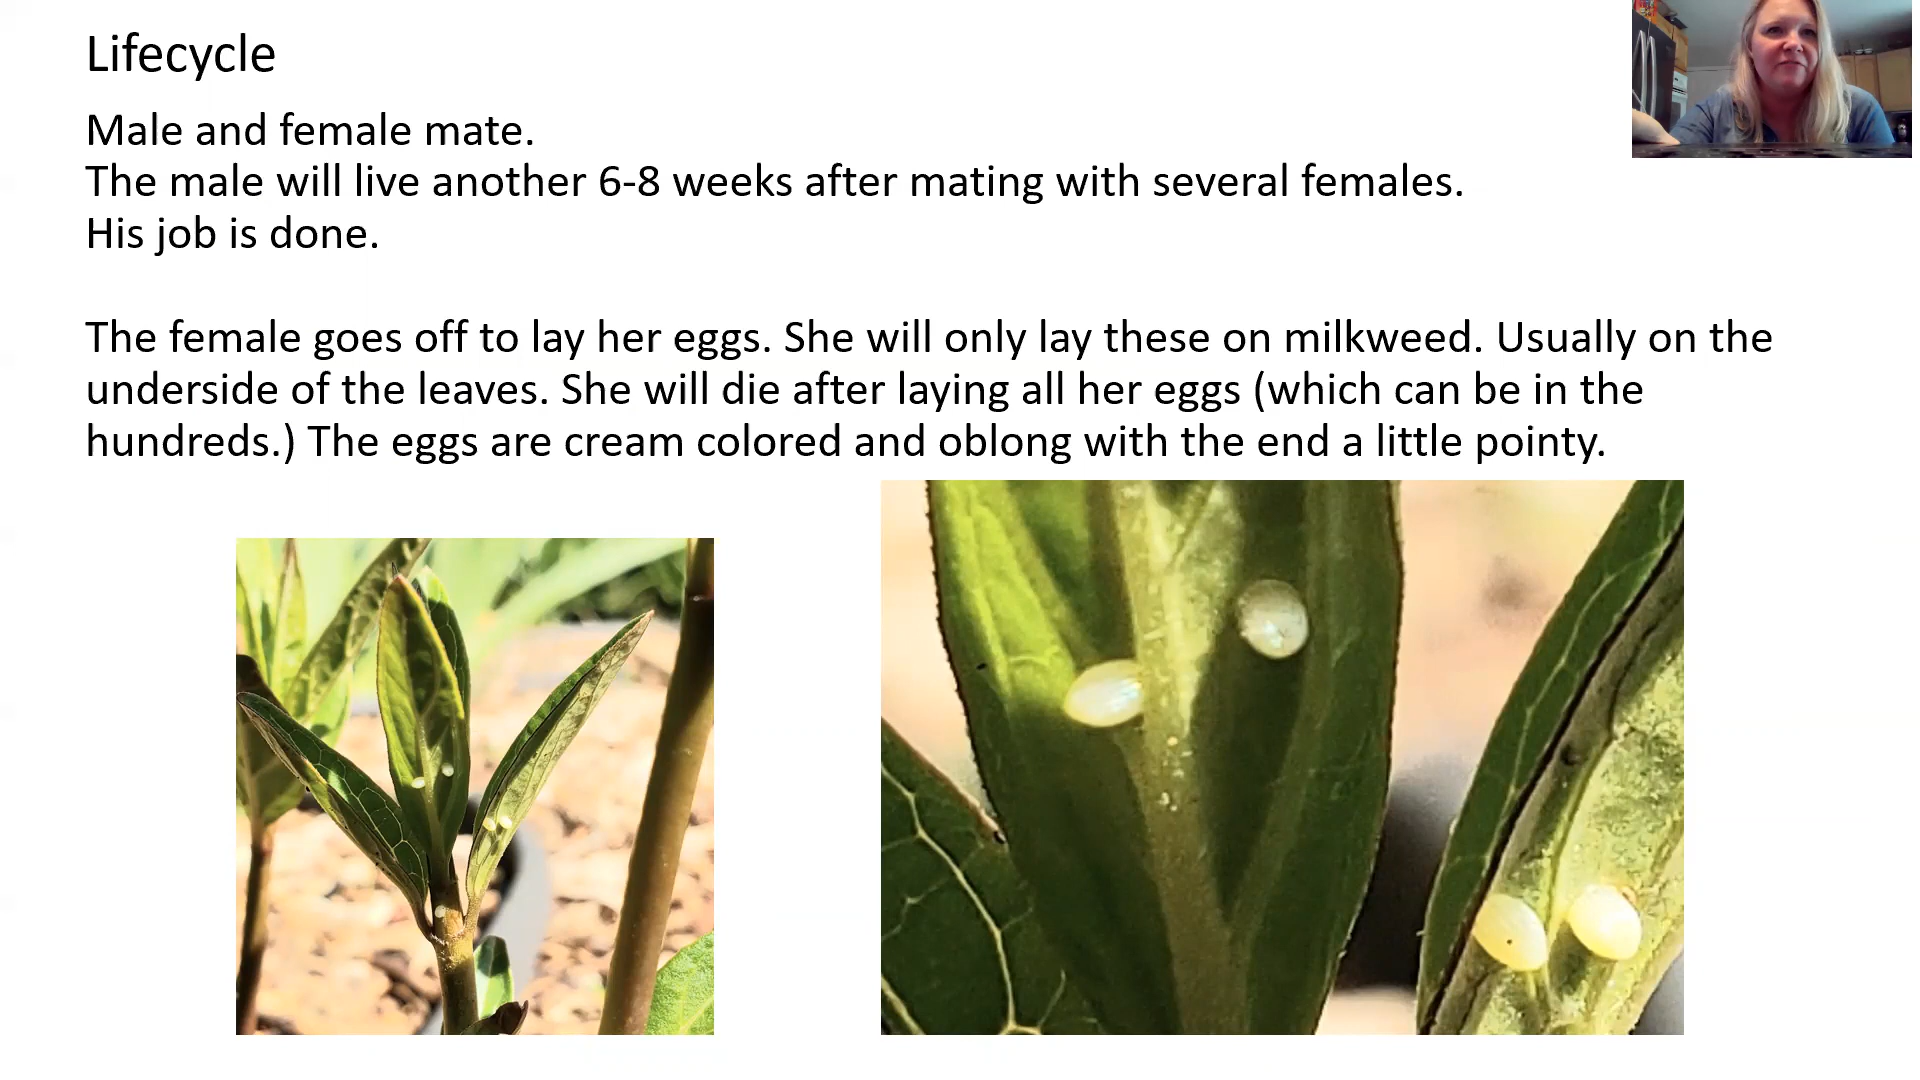 Lifecycle
Male and female mate.
The male will live another 6-8 weeks after mating with several females.
His job is done.
The female goes off to lay her eggs. She will only lay these on milkweed. Usually on the
underside of the leaves. She will die after laying all her eggs (which can be in the
hundreds.) The eggs are cream colored and oblong with the end a little pointy.